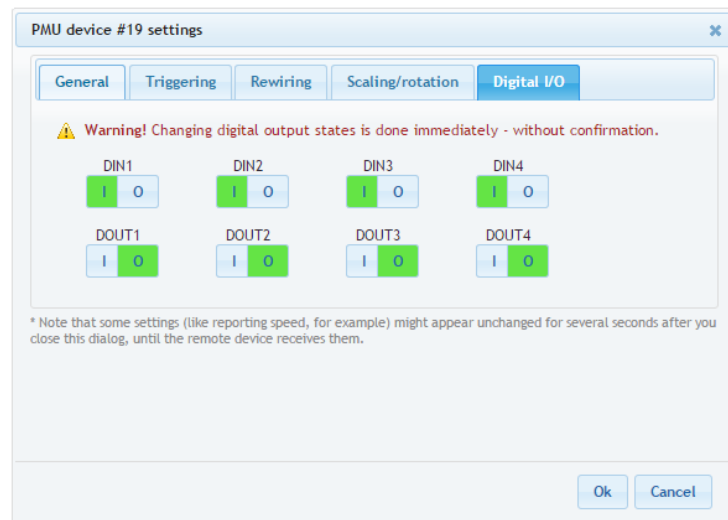 PMU device #19 settings
General Triggering Rewiring Scaling/rotation Digital I/O
Warning! Changing digital output states is done immediately - without confirmation.
DIN1 DIN2 DIN3 DIN4
I O I O I O I O
DOUT1 DOUT2 DOUT3 DOUT4
I O I O I O I O
* Note that some settings (like reporting speed, for example) might appear unchanged for several seconds after you
close this dialog, until the remote device receives them.
Ok Cancel